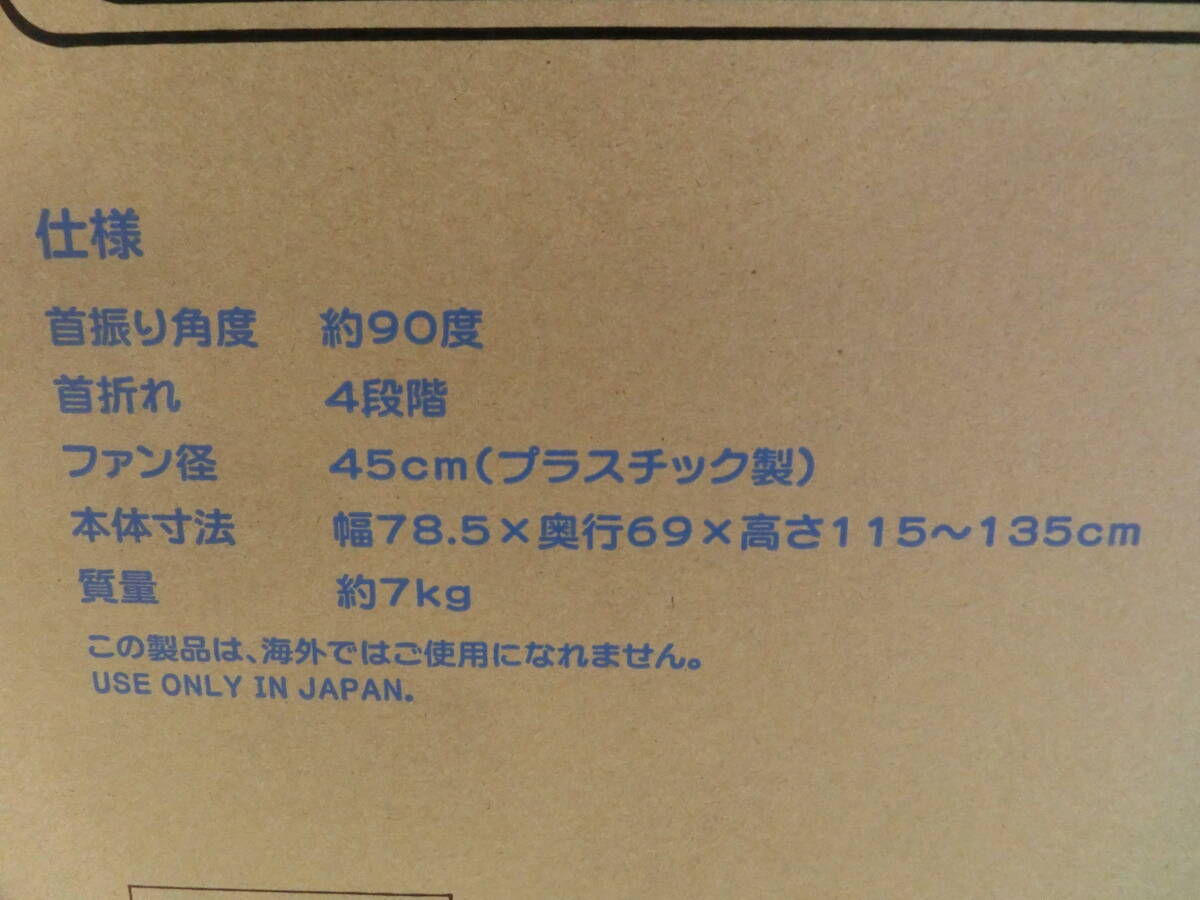 仕様
首振り角度 約90度
首折れ 4段階
ファン径 45cm(プラスチック製)
本体寸法 幅78.5×奥行69×高さ115〜135cm
質量 約7kg
この製品は、海外ではご使用になれません。
USE ONLY IN JAPAN.